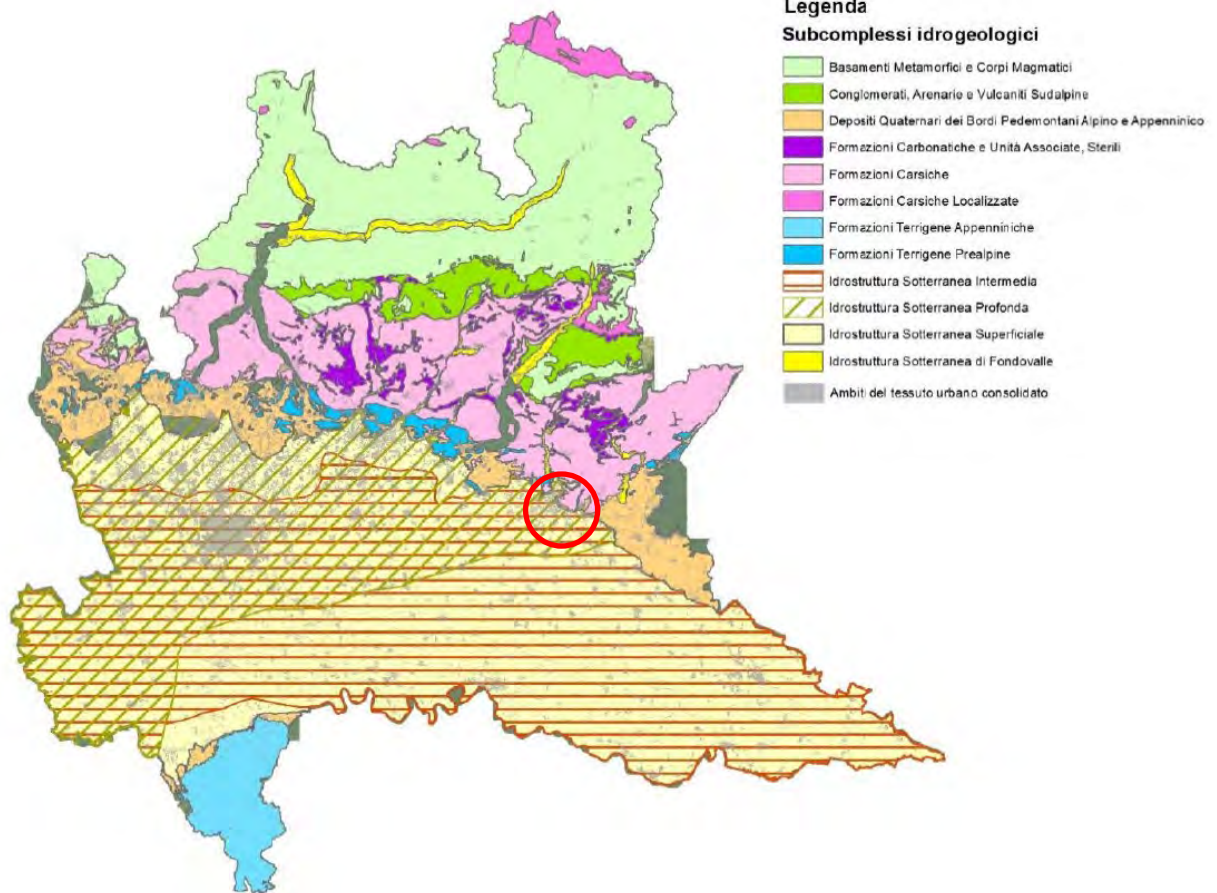 Legenda
Subcomplessi idrogeologici
Basamenti Metamorfici e Corpi Magmatici
Conglomerati, Arenarie e Vulcaniti Sudalpine
Depositi Quaternari dei Bordi Pedemontani Alpino e Appenninico
Formazioni Carbonatiche e Unità Associate, Sterili
Formazioni Carsiche
Formazioni Carsiche Localizzate
Formazioni Terrigene Appenniniche
Formazioni Terrigene Prealpine
Idrostruttura Sotterranea Intermedia
Idrostruttura Sotterranea Profonda
Idrostruttura Sotterranea Superficiale
Idrostruttura Sotterranea di Fondovalle
Ambiti del tessuto urbano consolidato